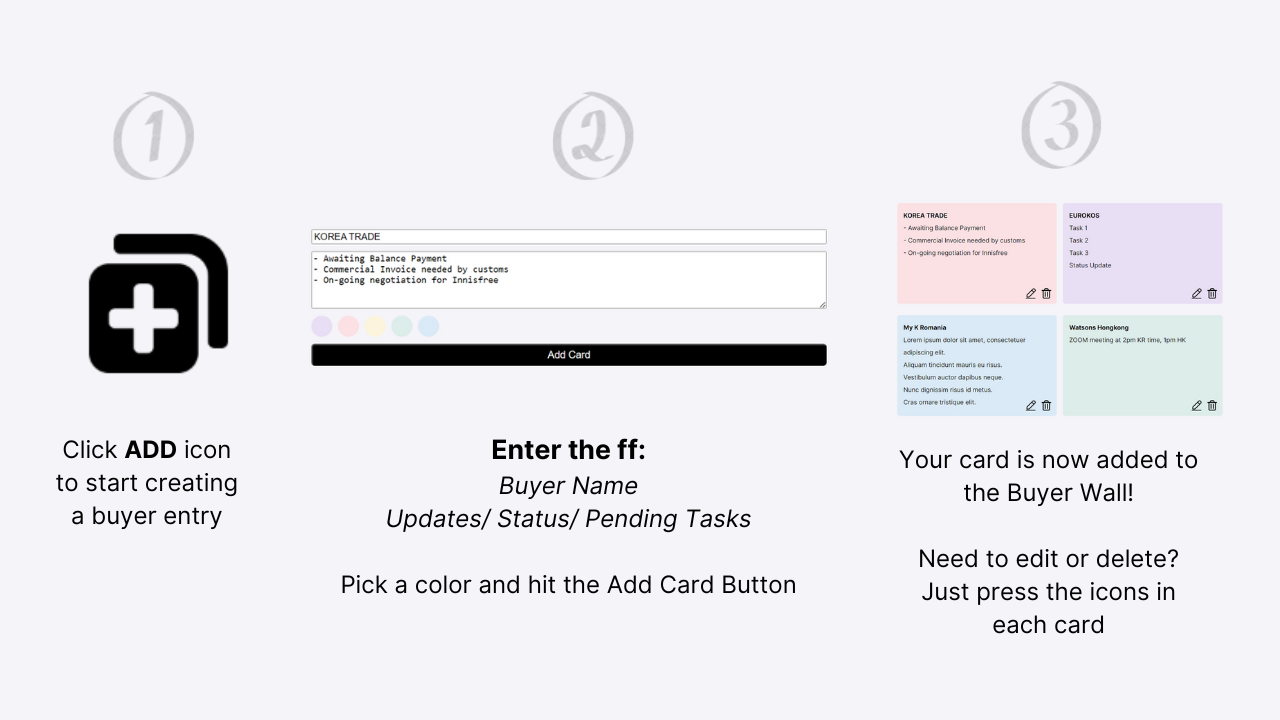 1
Click ADD icon
to start creating
a buyer entry
2
KOREA TRADE
- Awaiting Balance Payment
- Commercial Invoice needed by customs
- On-going negotiation for Innisfree
Add Card
Enter the ff:
Buyer Name
Updates/ Status/ Pending Tasks
Pick a color and hit the Add Card Button
3
KOREA TRADE
- Awaiting Balance Payment
- Commercial Invoice needed by customs
- On-going negotiation for Innisfree
EUROKOS
Task 1
Task 2
Task 3
Status Update
My K Romania
Lorem ipsum dolor sit amet, consectetuer
adipiscing elit.
Aliquam tincidunt mauris eu risus.
Vestibulum auctor dapibus neque.
Nunc dignissim risus id metus.
Cras ornare tristique elit.
Watsons Hongkong
ZOOM meeting at 2pm KR time, 1pm HK
Your card is now added to
the Buyer Wall!
Need to edit or delete?
Just press the icons in
each card